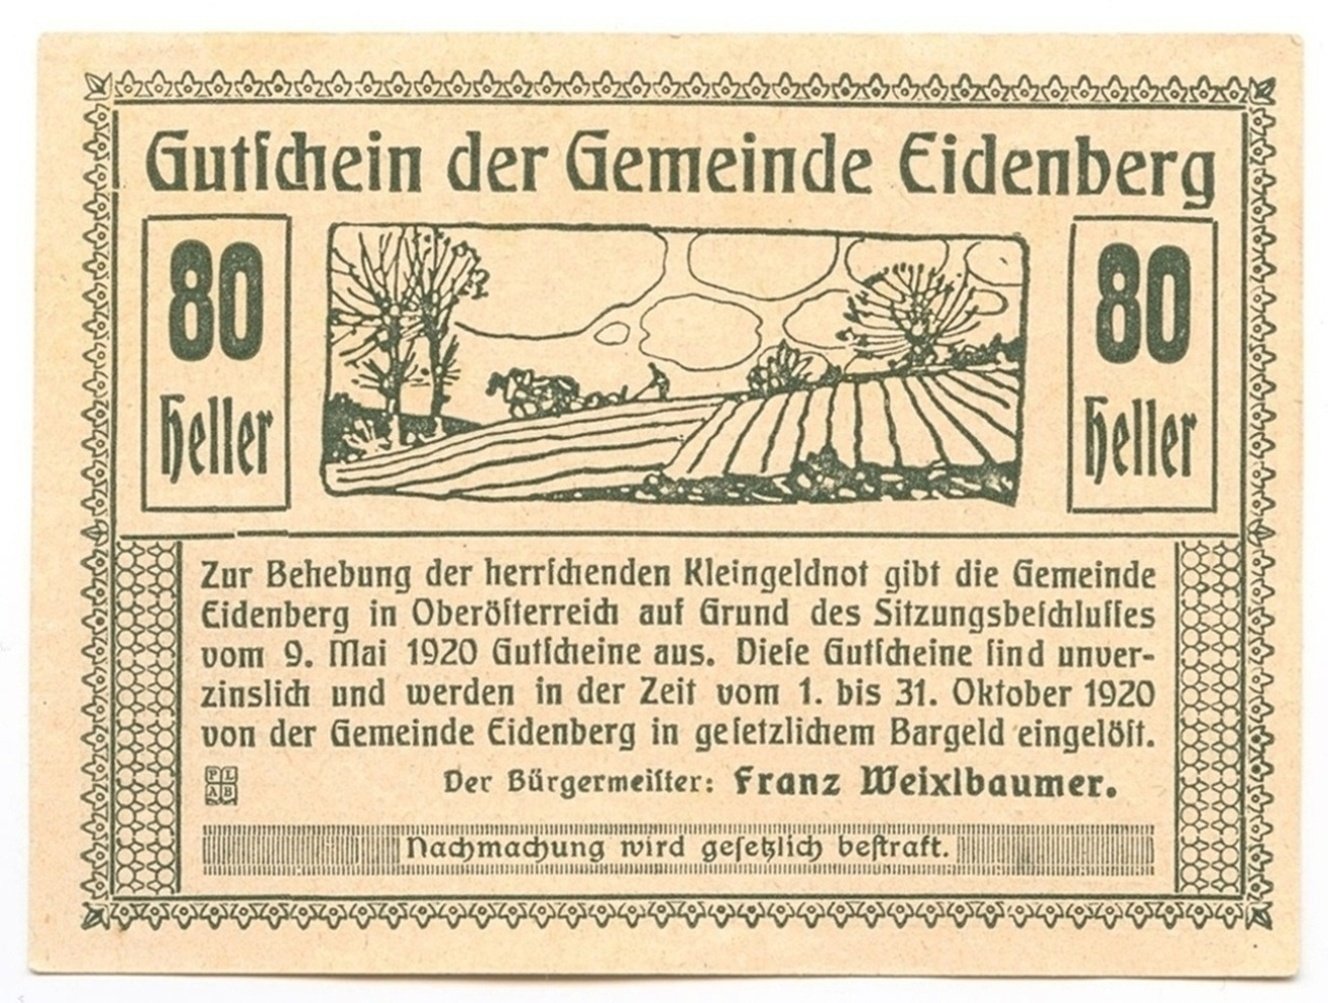 Gutſchein der Gemeinde Eidenberg
80
Heller
80
Heller
Zur Behebung der herrſchenden Kleingeldnot gibt die Gemeinde
Eidenberg in Oberöſterreich auf Grund des Sitzungsbeſchluſſes
vom 9. Mai 1920 Gutſcheine aus. Dieſe Gutſcheine ſind unver-
zinslich und werden in der Zeit vom 1. bis 31. Oktober 1920
von der Gemeinde Eidenberg in geſetzlichem Bargeld eingelöſt.
PL
AB
Der Bürgermeiſter: Franz Weixlbaumer.
Nachmachung wird geſetzlich beſtraft.